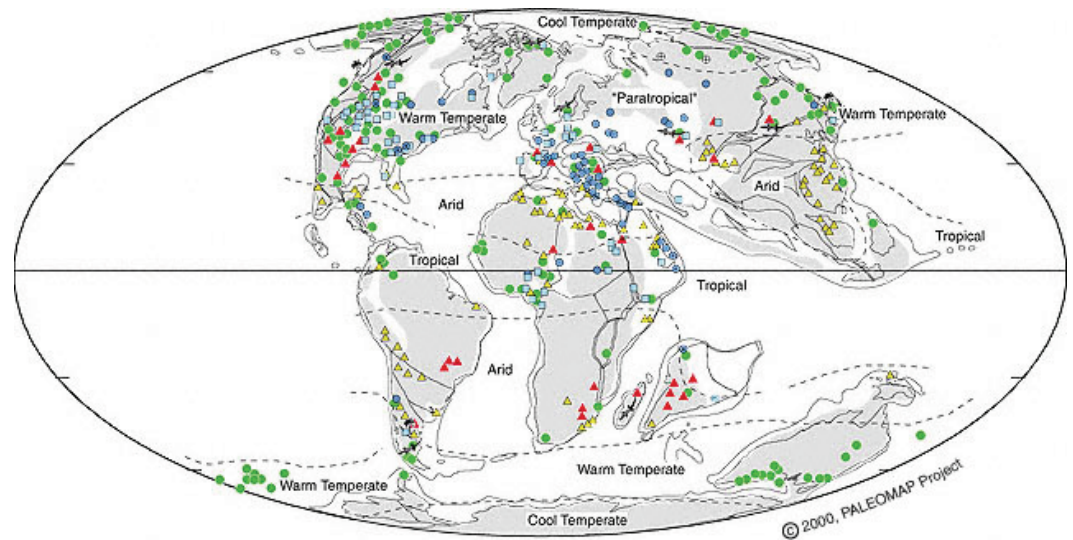 Cool Temperate
"Paratropical"
Warm Temperate
Warm Temperate
Arid
Arid
Tropical
Tropical
Tropical
Arid
Warm Temperate
Warm Temperate
Cool Temperate
© 2000, PALEOMAP Project